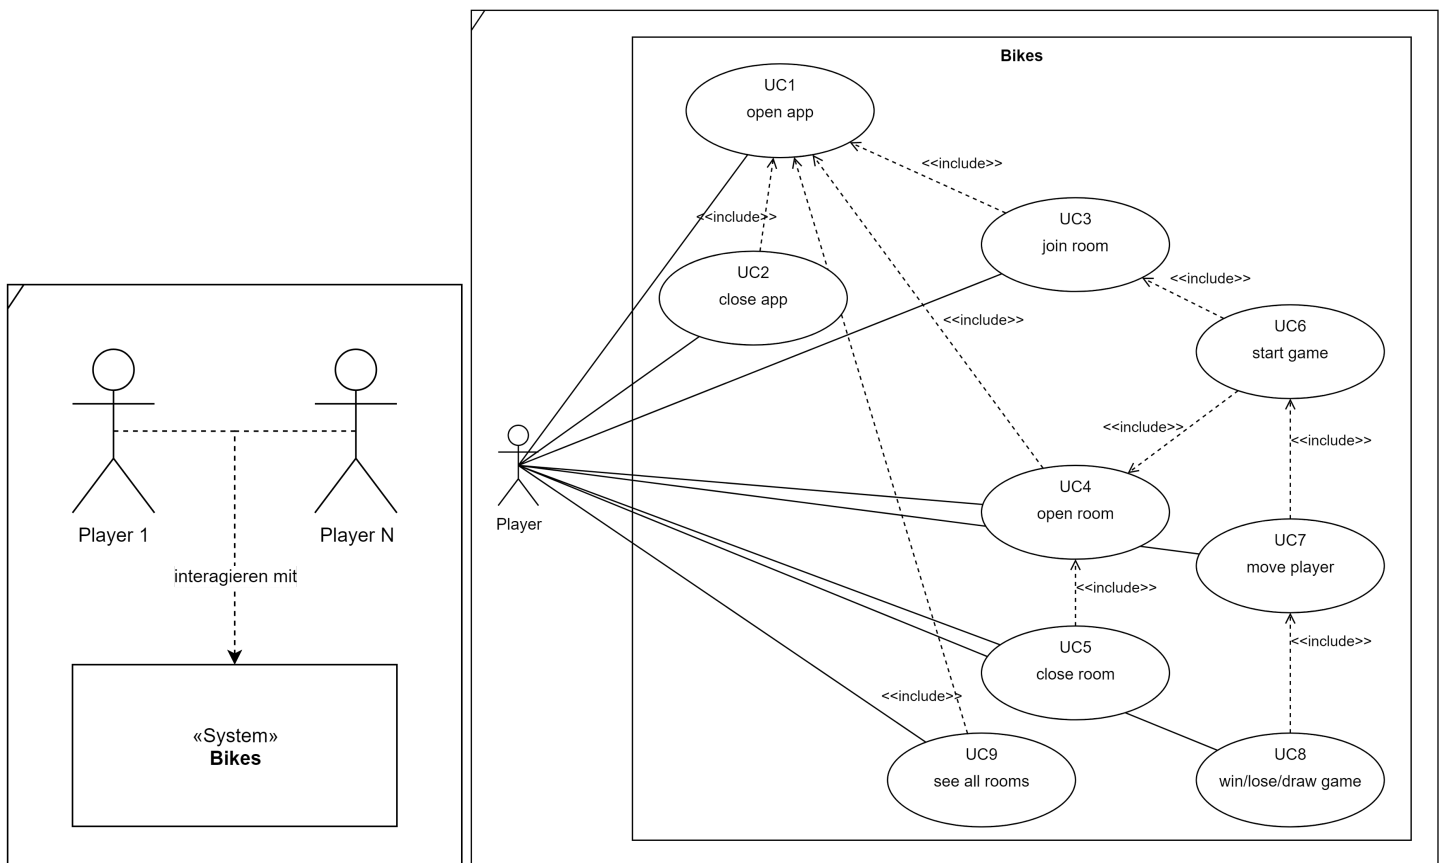 Player 1
Player N
interagieren mit
«System»
Bikes
Bikes
UC1
open app
<<include>>
<<include>>
UC3
join room
UC2
close app
<<include>>
<<include>>
UC6
start game
<<include>>
<<include>>
Player
UC4
open room
UC7
move player
<<include>>
<<include>>
UC5
close room
<<include>>
UC9
see all rooms
UC8
win/lose/draw game